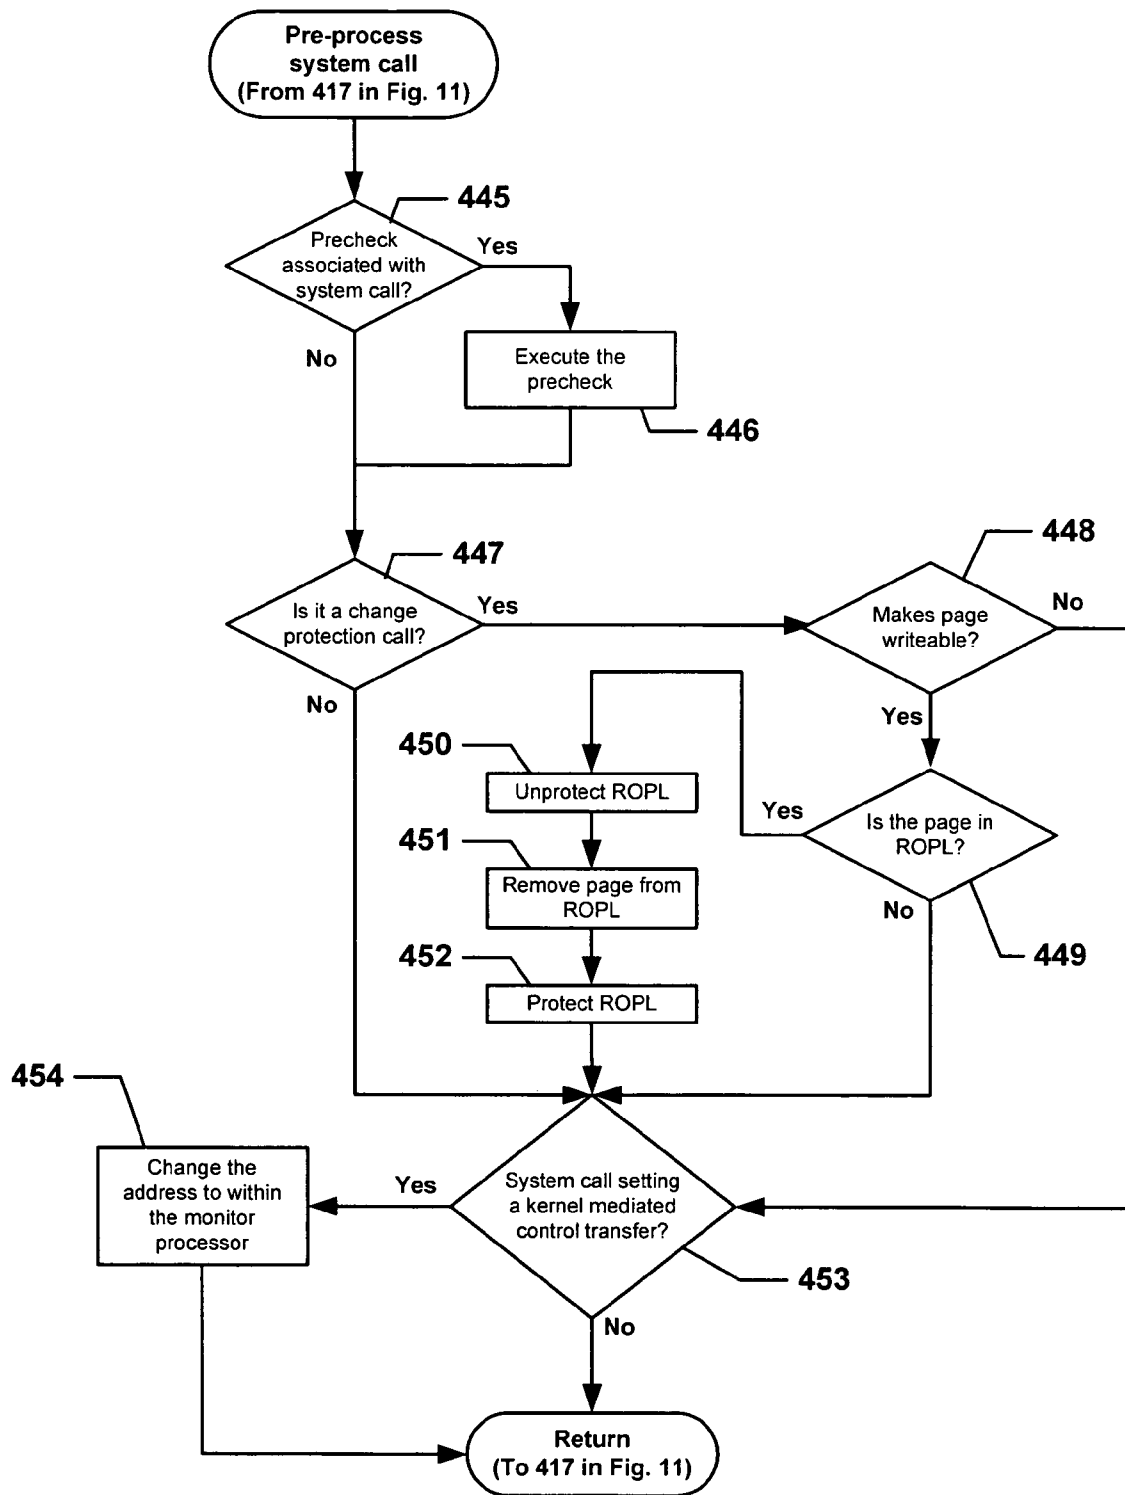 Pre-process
system call
(From 417 in Fig. 11)
445
Precheck
associated with
system call?
Yes
No
Execute the
precheck
446
447
Is it a change
protection call?
Yes
No
448
Makes page
writeable?
No
Yes
450
Unprotect ROPL
Yes
Is the page in
ROPL?
451
Remove page from
ROPL
No
449
452
Protect ROPL
454
Change the
address to within
the monitor
processor
Yes
System call setting
a kernel mediated
control transfer?
453
No
Return
(To 417 in Fig. 11)